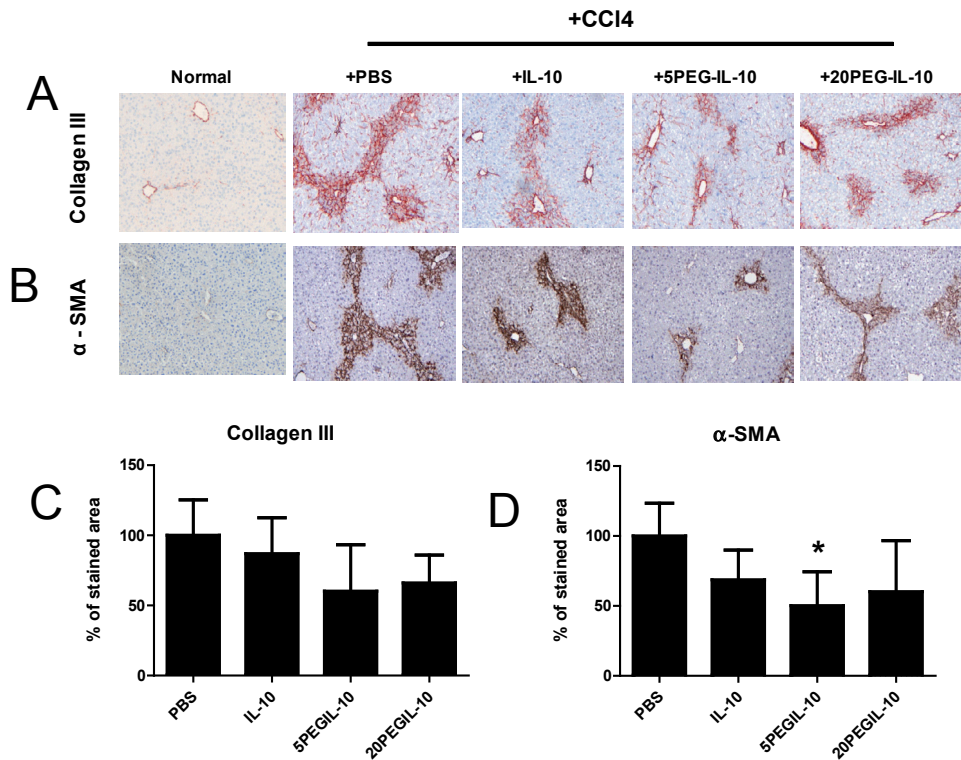 +CCl4
Normal +PBS +IL-10 +5PEG-IL-10 +20PEG-IL-10
A
Collagen III
B
α - SMA
Collagen III
α-SMA
C
% of stained area
150
100
50
0
PBS
IL-10
5PEGIL-10
20PEGIL-10
D
% of stained area
150
100
50
0
*
PBS
IL-10
5PEGIL-10
20PEGIL-10